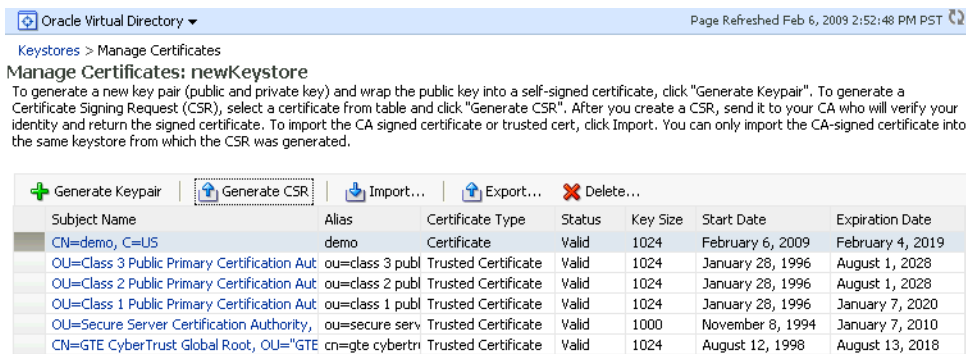 Oracle Virtual Directory Page Refreshed Feb 6, 2009 2:52:48 PM PST
Keystores > Manage Certificates
Manage Certificates: newKeystore
To generate a new key pair (public and private key) and wrap the public key into a self-signed certificate, click "Generate Keypair". To generate a
Certificate Signing Request (CSR), select a certificate from table and click "Generate CSR". After you create a CSR, send it to your CA who will verify your
identity and return the signed certificate. To import the CA signed certificate or trusted cert, click Import. You can only import the CA-signed certificate into
the same keystore from which the CSR was generated.
Generate Keypair Generate CSR Import... Export... Delete...
Subject Name Alias Certificate Type Status Key Size Start Date Expiration Date
CN=demo, C=US demo Certificate Valid 1024 February 6, 2009 February 4, 2019
OU=Class 3 Public Primary Certification Aut ou=class 3 publ Trusted Certificate Valid 1024 January 28, 1996 August 1, 2028
OU=Class 2 Public Primary Certification Aut ou=class 2 publ Trusted Certificate Valid 1024 January 28, 1996 August 1, 2028
OU=Class 1 Public Primary Certification Aut ou=class 1 publ Trusted Certificate Valid 1024 January 28, 1996 January 7, 2020
OU=Secure Server Certification Authority, ou=secure serv Trusted Certificate Valid 1000 November 8, 1994 January 7, 2010
CN=GTE CyberTrust Global Root, OU="GTE cn=gte cybertr Trusted Certificate Valid 1024 August 12, 1998 August 13, 2018